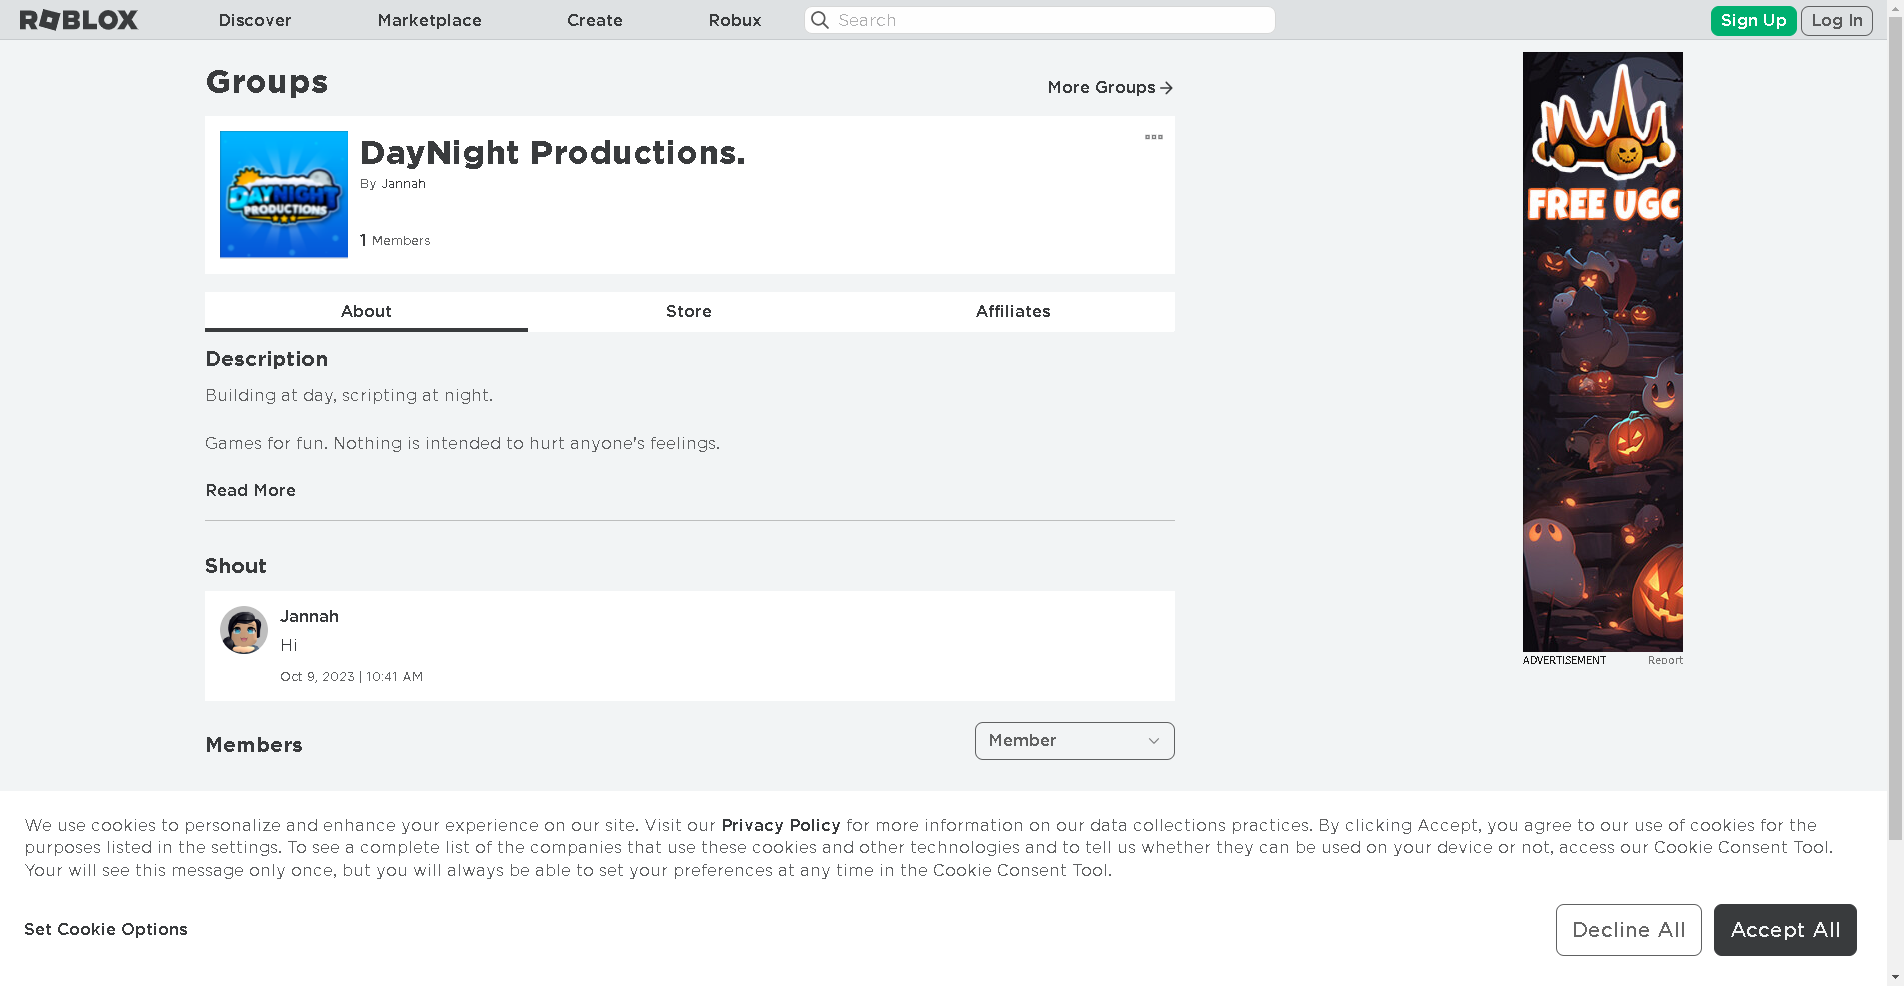 ROBLOX Discover Marketplace Create Robux Search Sign Up Log In
Groups
More Groups
DAYNIGHT
PRODUCTIONS
DayNight Productions.
By Jannah
1 Members
About Store Affiliates
Description
Building at day, scripting at night.
Games for fun. Nothing is intended to hurt anyone's feelings.
Read More
Shout
Jannah
Hi
Oct 9, 2023 | 10:41 AM
Members
Member
FREE UGC
ADVERTISEMENT Report
We use cookies to personalize and enhance your experience on our site. Visit our Privacy Policy for more information on our data collections practices. By clicking Accept, you agree to our use of cookies for the
purposes listed in the settings. To see a complete list of the companies that use these cookies and other technologies and to tell us whether they can be used on your device or not, access our Cookie Consent Tool.
Your will see this message only once, but you will always be able to set your preferences at any time in the Cookie Consent Tool.
Set Cookie Options
Decline All
Accept All